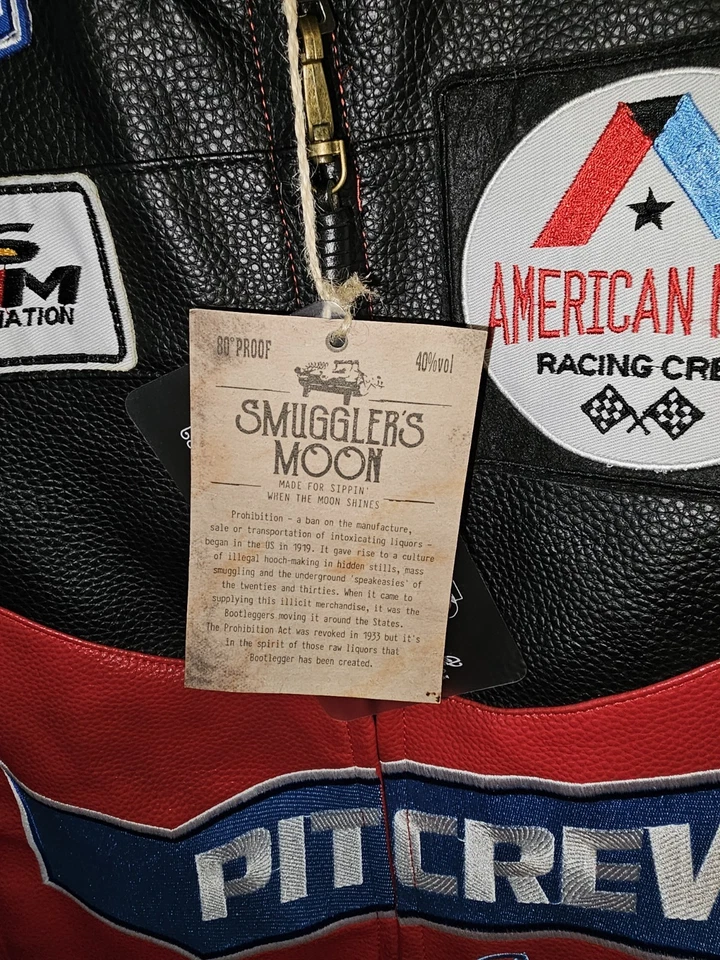 S
M
IATION
AMERICAN
RACING CRE
80° PROOF
40%vol
SMUGGLER'S
MOON
MADE FOR SIPPIN'
WHEN THE MOON SHINES
Prohibition - a ban on the manufacture,
sale or transportation of intoxicating liquors -
began in the US in 1919. It gave rise to a culture
of illegal hooch-making in hidden stills, mass
smuggling and the underground 'speakeasies' of
the twenties and thirties. When it came to
supplying this illicit merchandise, it was the
Bootleggers moving it around the States.
The Prohibition Act was revoked in 1933 but it's
in the spirit of those raw liquors that
Bootlegger has been created.
PIT CREW